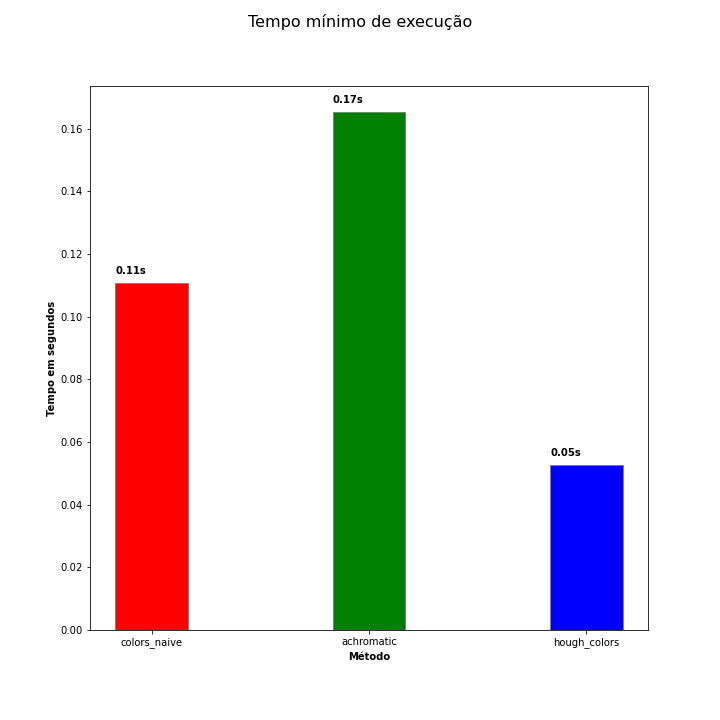 Tempo mínimo de execução
0.17s
0.16
0.14
0.12
0.11s
0.10
0.08
0.06
0.05s
0.04
0.02
0.00
Tempo em segundos
colors_naive achromatic hough_colors
Método